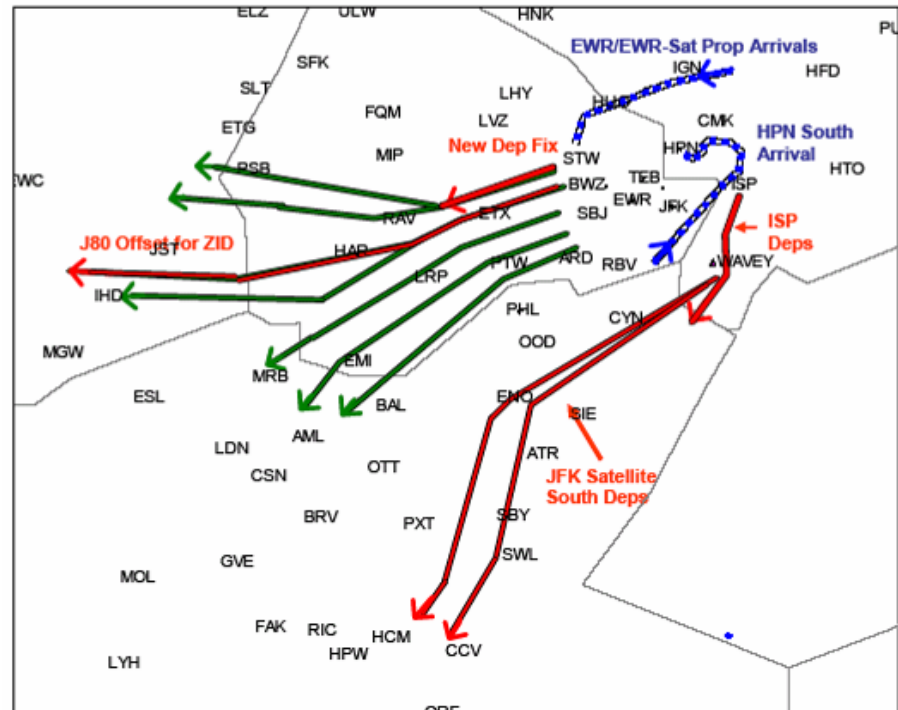 ELZ
ULW
HNK
PU
EWR/EWR-Sat Prop Arrivals
SFK
IGN
HFD
SLT
LHY
FQM
HUO
CMK
ETG
LVZ
New Dep Fix
MIP
STW
HPN
HPN South
Arrival
HTO
EWC
PSB
BWZ
TEB
ISP
EWR
JFK
RAV
ETX
SBJ
ISP
Deps
J80 Offset for ZID
JST
HAR
ARD
RBV
WAVEY
LRP
PTW
IHD
PHL
CYN
OOD
MGW
EMI
MRB
ESL
BAL
ENO
SIE
AML
LDN
ATR
CSN
OTT
JFK Satellite
South Deps
BRV
PXT
SBY
GVE
SWL
MOL
FAK
RIC
HCM
HPW
CCV
LYH